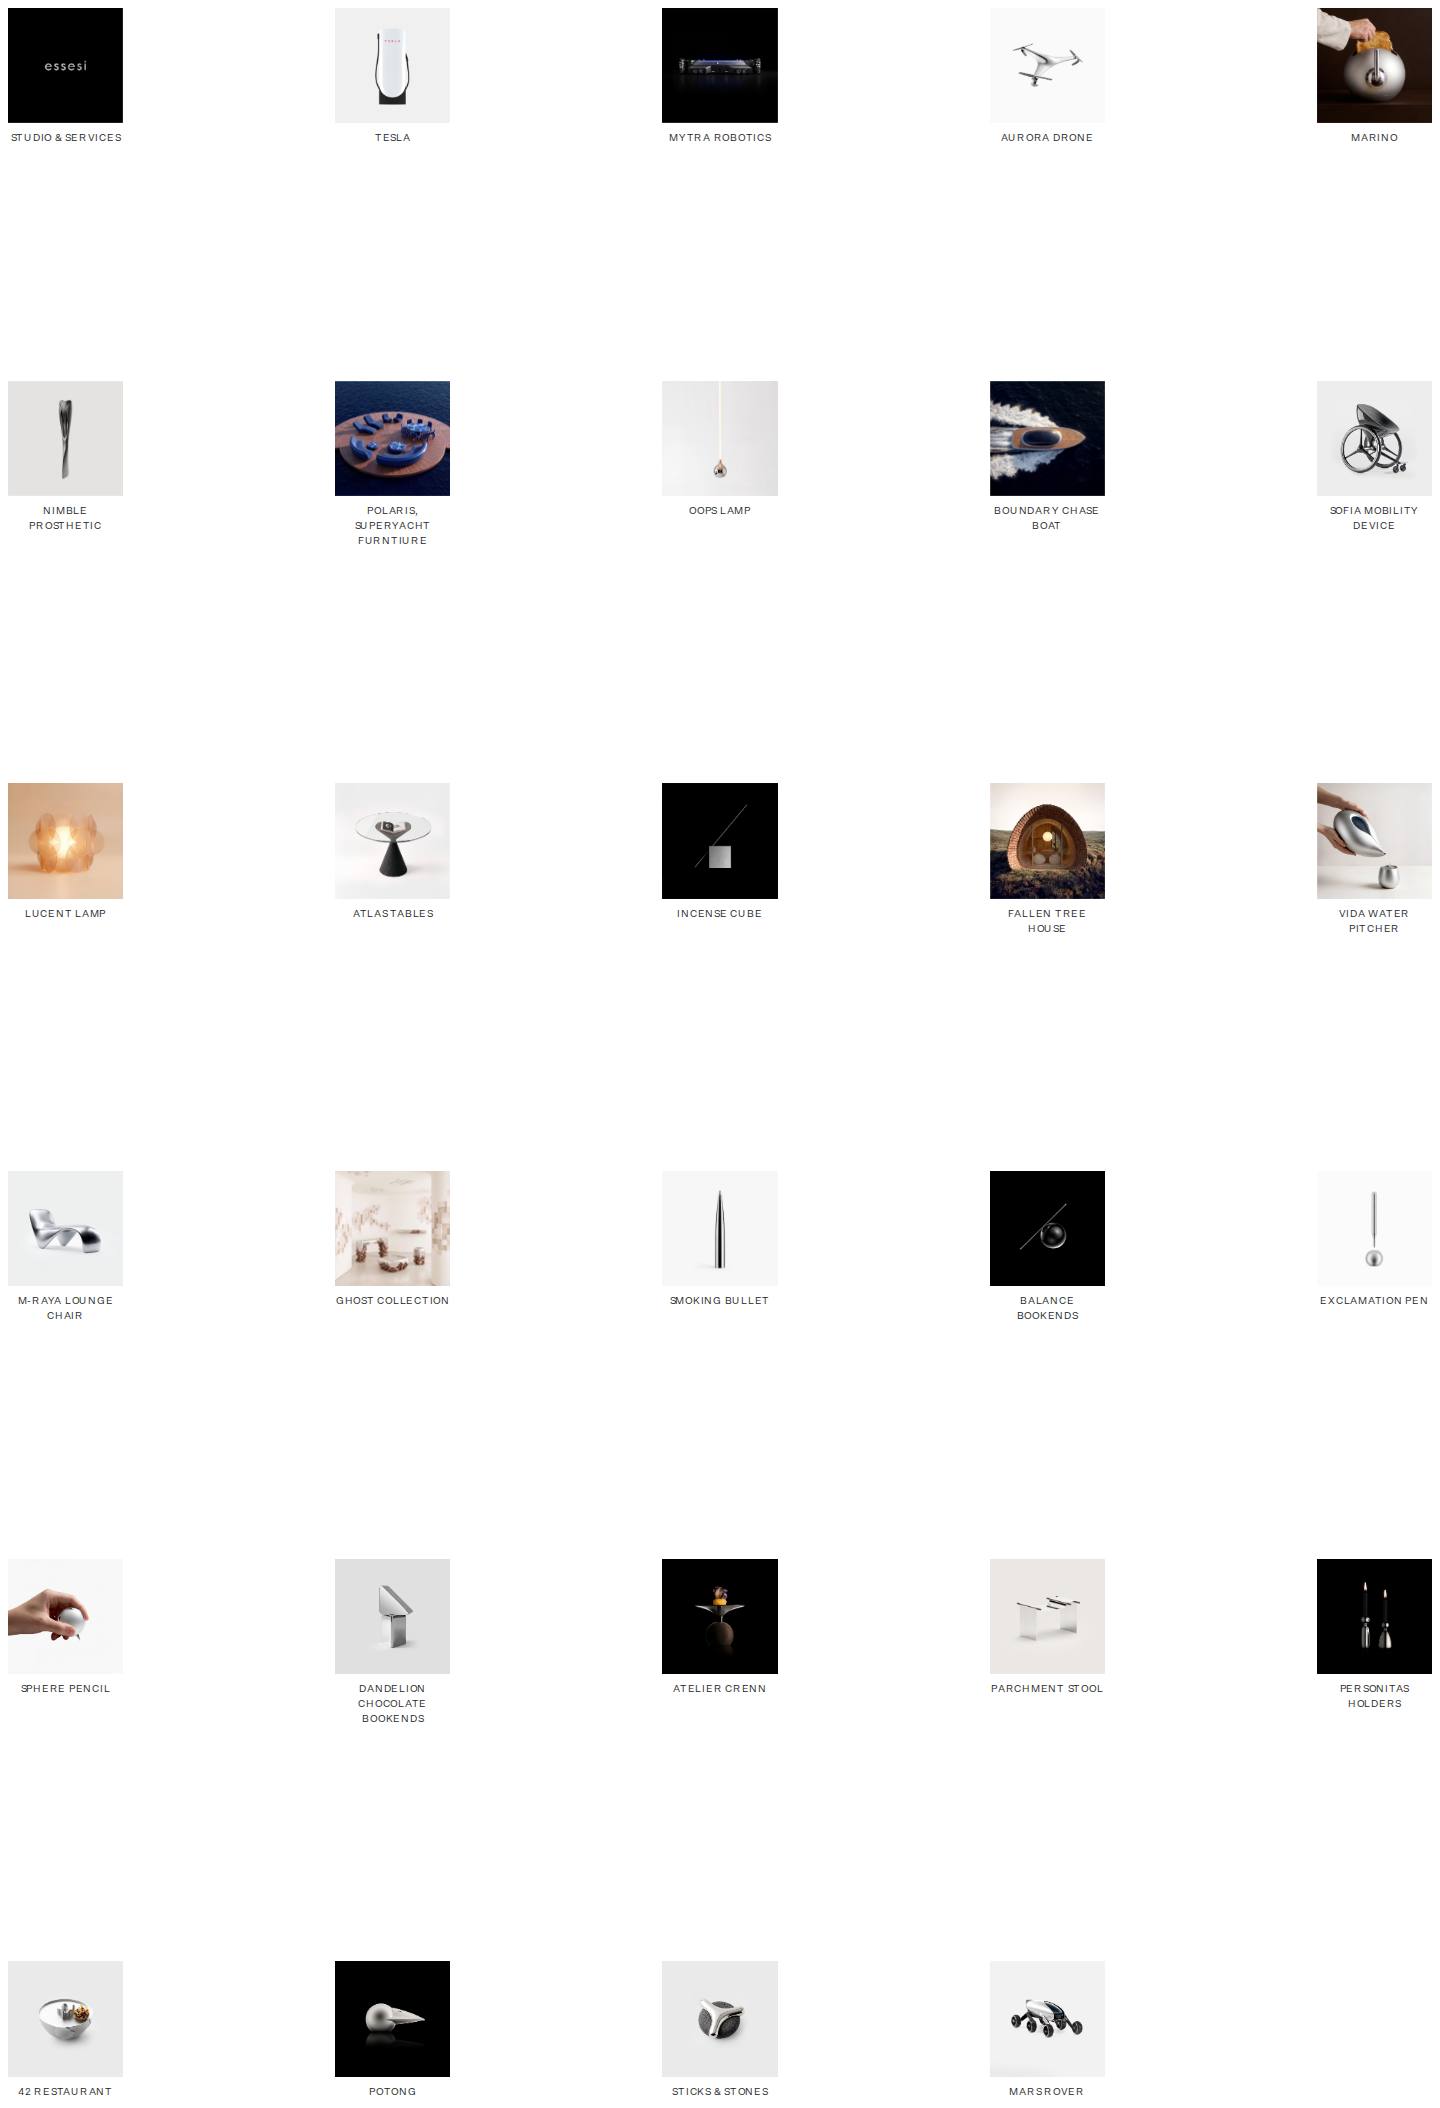 essesi
STUDIO & SERVICES
TESLA
TESLA
MYTRA ROBOTICS
AURORA DRONE
MARINO
NIMBLE
PROSTHETIC
POLARIS,
SUPERYACHT
FURNTIURE
OOPS LAMP
BOUNDARY CHASE
BOAT
SOFIA MOBILITY
DEVICE
LUCENT LAMP
ATLAS TABLES
INCENSE CUBE
FALLEN TREE
HOUSE
VIDA WATER
PITCHER
M-RAYA LOUNGE
CHAIR
GHOST COLLECTION
SMOKING BULLET
BALANCE
BOOKENDS
EXCLAMATION PEN
SPHERE PENCIL
DANDELION
CHOCOLATE
BOOKENDS
ATELIER CRENN
PARCHMENT STOOL
PERSONITAS
HOLDERS
42 RESTAURANT
POTONG
STICKS & STONES
MARS ROVER